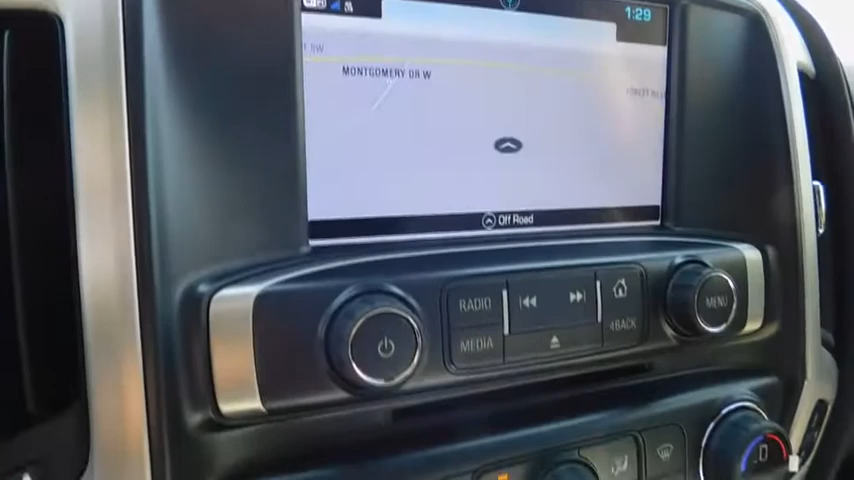 1:29
MONTGOMERY DR W
Off Road
RADIO
MEDIA
BACK
MENU